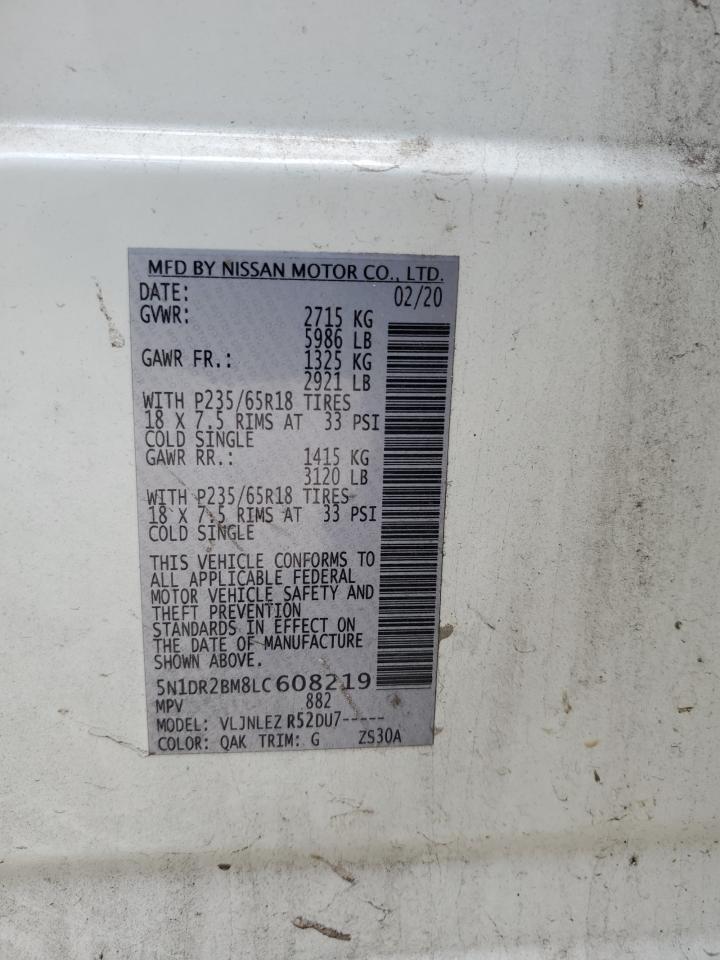 MFD BY NISSAN MOTOR CO., LTD.
DATE: 02/20
GVWR: 2715 KG
5986 LB
GAWR FR.: 1325 KG
2921 LB
WITH P235/65R18 TIRES
18 X 7.5 RIMS AT 33 PSI
COLD SINGLE
GAWR RR.: 1415 KG
3120 LB
WITH P235/65R18 TIRES
18 X 7.5 RIMS AT 33 PSI
COLD SINGLE
THIS VEHICLE CONFORMS TO
ALL APPLICABLE FEDERAL
MOTOR VEHICLE SAFETY AND
THEFT PREVENTION
STANDARDS IN EFFECT ON
THE DATE OF MANUFACTURE
SHOWN ABOVE.
5N1DR2BM8LC608219
MPV 882
MODEL: VLJNLEZ R52DU7-----
COLOR: QAK TRIM: G ZS30A